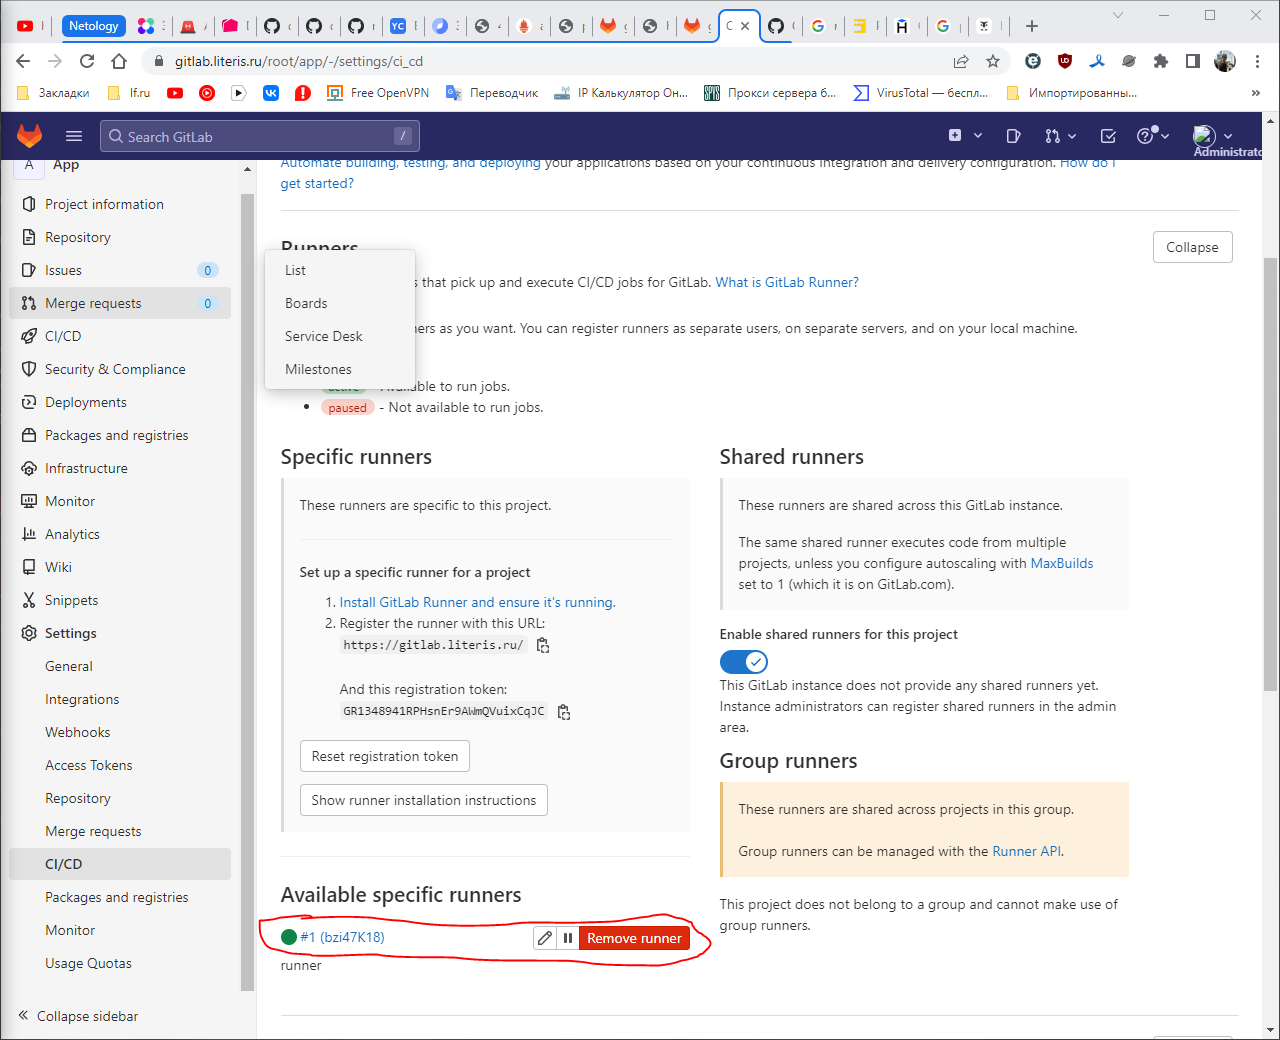 Netology
gitlab.literis.ru/root/app/-/settings/ci_cd
Закладки
lf.ru
Free OpenVPN
Переводчик
IP Калькулятор Он...
Прокси сервера б...
VirusTotal — беспл...
Импортированны...
Search GitLab
/
Administrato
A
App
Project information
Repository
Issues
0
Merge requests
0
CI/CD
Security & Compliance
Deployments
Packages and registries
Infrastructure
Monitor
Analytics
Wiki
Snippets
Settings
General
Integrations
Webhooks
Access Tokens
Repository
Merge requests
CI/CD
Packages and registries
Monitor
Usage Quotas
Collapse sidebar
Automate building, testing, and deploying your applications based on your continuous integration and delivery configuration. How do I
get started?
Runners
Collapse
List
Boards
Service Desk
Milestones
s that pick up and execute CI/CD jobs for GitLab. What is GitLab Runner?
ners as you want. You can register runners as separate users, on separate servers, and on your local machine.
active - Available to run jobs.
paused - Not available to run jobs.
Specific runners
These runners are specific to this project.
Set up a specific runner for a project
1. Install GitLab Runner and ensure it's running.
2. Register the runner with this URL:
https://gitlab.literis.ru/
And this registration token:
GR1348941RPHsnEr9AWmQVuixCqJC
Reset registration token
Show runner installation instructions
Available specific runners
#1 (bzi47K18)
Remove runner
runner
Shared runners
These runners are shared across this GitLab instance.
The same shared runner executes code from multiple
projects, unless you configure autoscaling with MaxBuilds
set to 1 (which it is on GitLab.com).
Enable shared runners for this project
This GitLab instance does not provide any shared runners yet.
Instance administrators can register shared runners in the admin
area.
Group runners
These runners are shared across projects in this group.
Group runners can be managed with the Runner API.
This project does not belong to a group and cannot make use of
group runners.